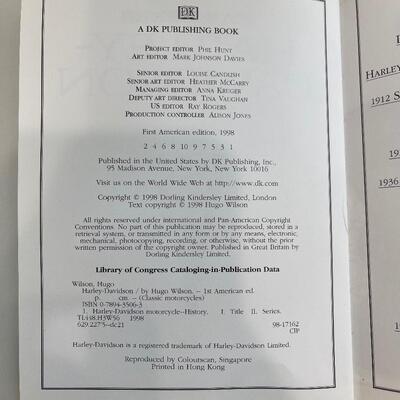 DK
A DK PUBLISHING BOOK
PROJECT EDITOR PHIL HUNT
ART EDITOR MARK JOHNSON DAVIES
SENIOR EDITOR LOUISE CANDLISH
SENIOR ART EDITOR HEATHER MCCARRY
MANAGING EDITOR ANNA KRUGER
DEPUTY ART DIRECTOR TINA VAUGHAN
US EDITOR RAY ROGERS
PRODUCTION CONTROLLER ALISON JONES
First American edition, 1998
2 4 6 8 10 9 7 5 3 1
Published in the United States by DK Publishing, Inc.,
95 Madison Avenue, New York, New York 10016
Visit us on the World Wide Web at http://www.dk.com
Copyright © 1998 Dorling Kindersley Limited, London
Text copyright © 1998 Hugo Wilson
All rights reserved under international and Pan-American Copyright
Conventions. No part of this publication may be reproduced, stored in a
retrieval system, or transmitted in any form or by any means, electronic,
mechanical, photocopying, recording, or otherwise, without the prior
written permission of the copyright owner. Published in Great Britain by
Dorling Kindersley Limited.
Library of Congress Cataloging-in-Publication Data
Wilson, Hugo
Harley-Davidson / by Hugo Wilson. -- 1st American ed.
p. cm. -- (Classic motorcycles)
ISBN 0-7894-3506-3
1. Harley-Davidson motorcycle--History. I. Title II. Series.
TL448.H3W56 1998
629.227'5--dc21 98-17162
CIP
Harley-Davidson is a registered trademark of Harley-Davidson Limited.
Reproduced by Colourscan, Singapore
Printed in Hong Kong
HARLEY
1912 S
19
1936